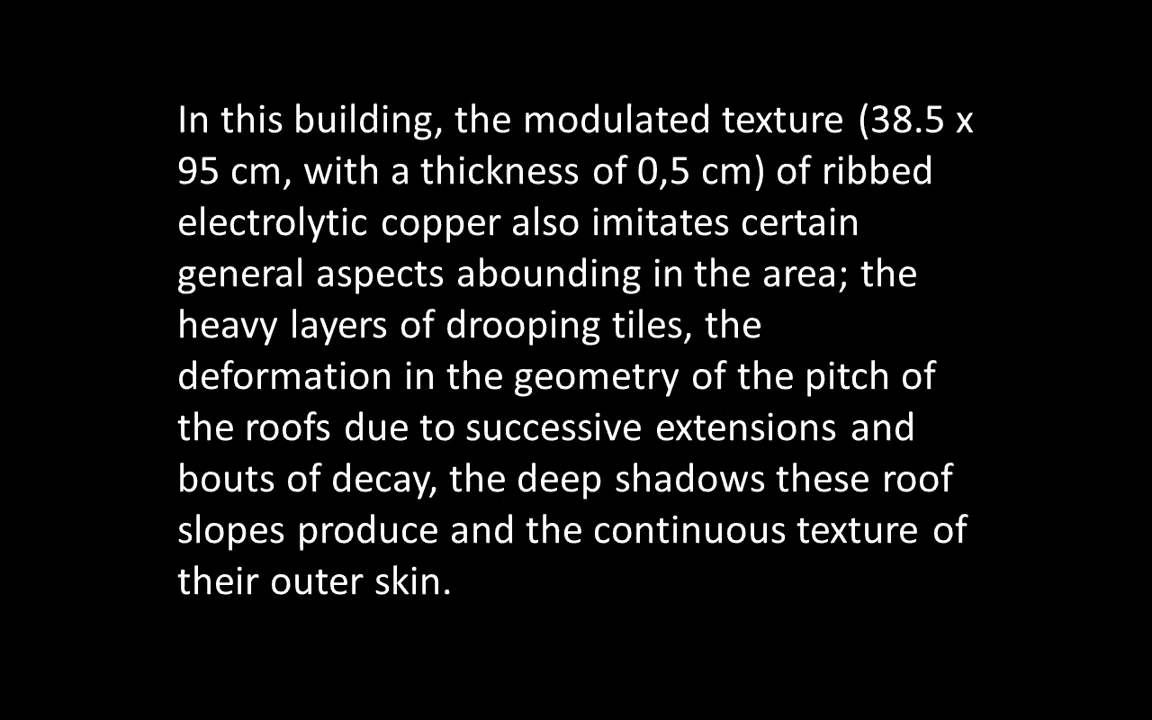 In this building, the modulated texture (38.5 x
95 cm, with a thickness of 0,5 cm) of ribbed
electrolytic copper also imitates certain
general aspects abounding in the area; the
heavy layers of drooping tiles, the
deformation in the geometry of the pitch of
the roofs due to successive extensions and
bouts of decay, the deep shadows these roof
slopes produce and the continuous texture of
their outer skin.